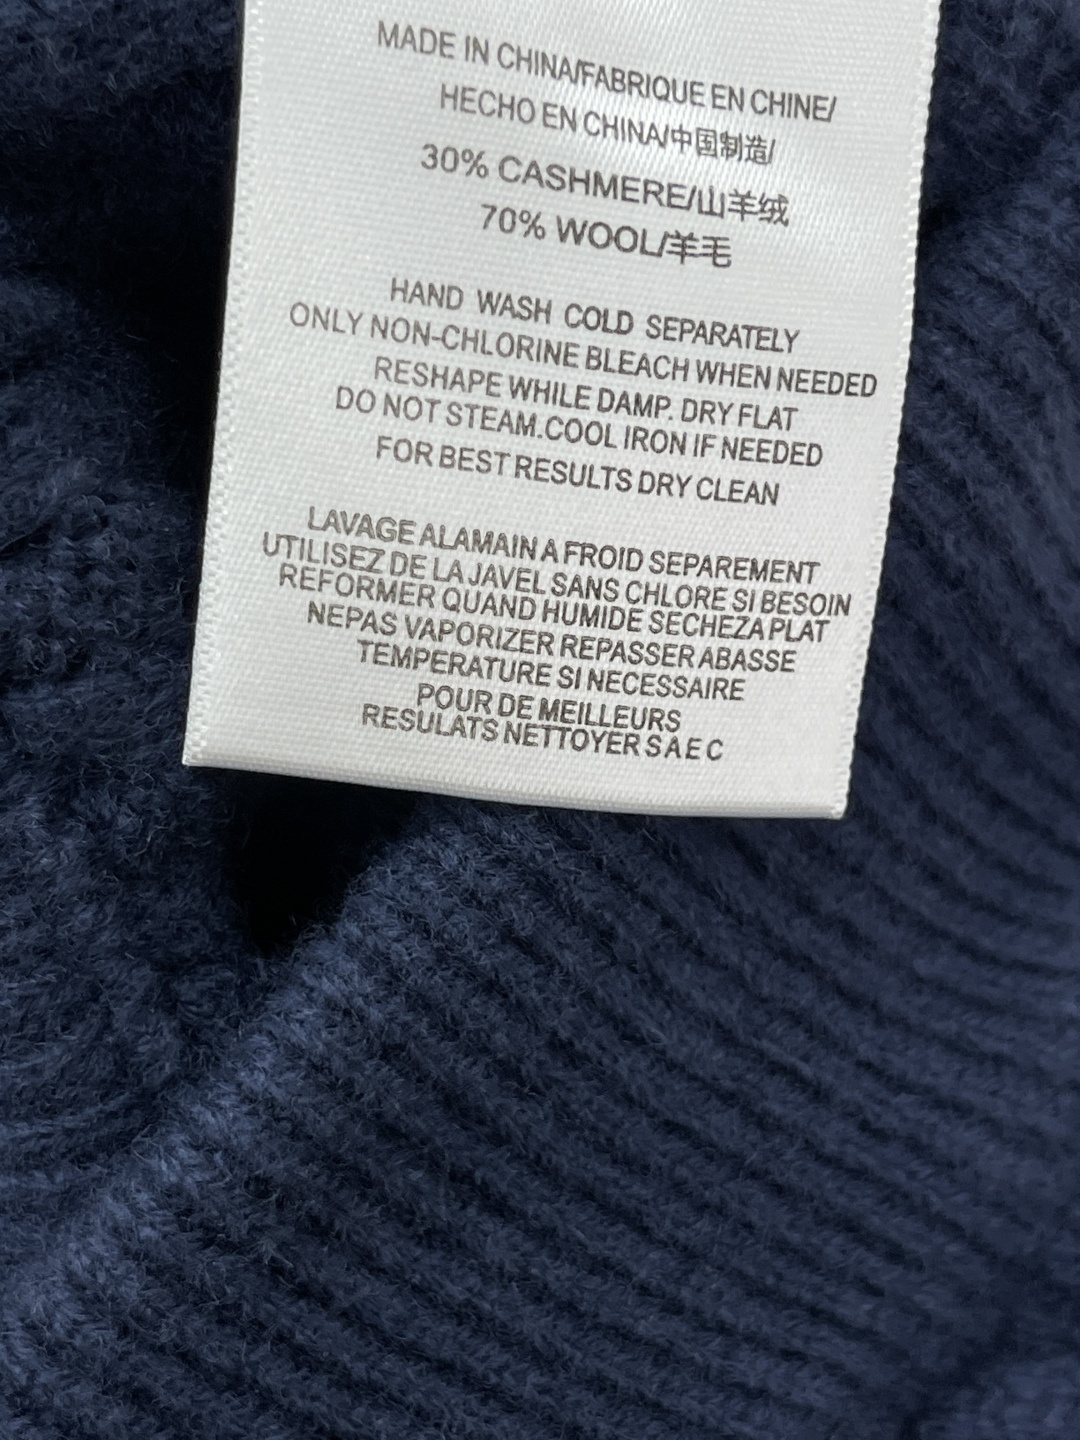 MADE IN CHINA/FABRIQUE EN CHINE/
HECHO EN CHINA/中国制造/
30% CASHMERE/山羊绒
70% WOOL/羊毛
HAND WASH COLD SEPARATELY
ONLY NON-CHLORINE BLEACH WHEN NEEDED
RESHAPE WHILE DAMP. DRY FLAT
DO NOT STEAM.COOL IRON IF NEEDED
FOR BEST RESULTS DRY CLEAN
LAVAGE ALAMAIN A FROID SEPAREMENT
UTILISEZ DE LA JAVEL SANS CHLORE SI BESOIN
REFORMER QUAND HUMIDE SECHEZ A PLAT
NEPAS VAPORIZER REPASSER ABASSE
TEMPERATURE SI NECESSAIRE
POUR DE MEILLEURS
RESULATS NETTOYER S A E C